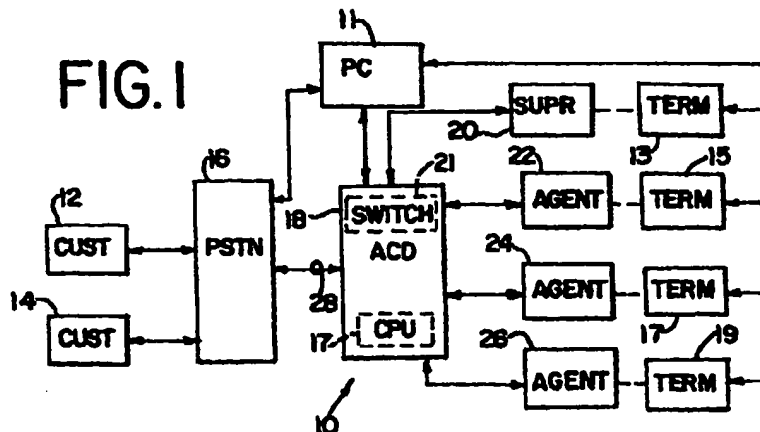 FIG. 1
11
PC
SUPR
TERM
20
13
16
21
22
15
12
18
SWITCH
AGENT
TERM
CUST
PSTN
ACD
24
14
28
AGENT
TERM
CUST
17
CPU
26
17
19
AGENT
TERM
10